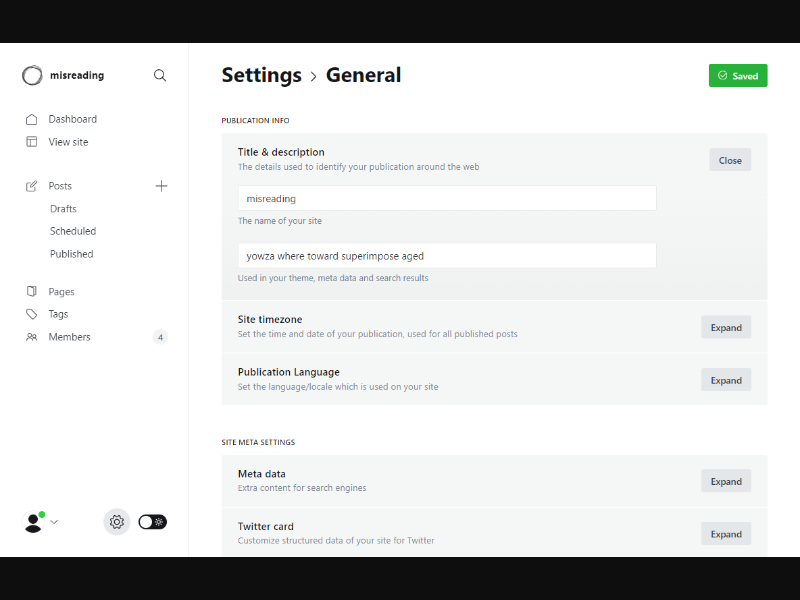 misreading
Dashboard
View site
Posts
Drafts
Scheduled
Published
Pages
Tags
Members
4
Settings > General
Saved
PUBLICATION INFO
Title & description
The details used to identify your publication around the web
Close
misreading
The name of your site
yowza where toward superimpose aged
Used in your theme, meta data and search results
Site timezone
Set the time and date of your publication, used for all published posts
Expand
Publication Language
Set the language/locale which is used on your site
Expand
SITE META SETTINGS
Meta data
Extra content for search engines
Expand
Twitter card
Customize structured data of your site for Twitter
Expand